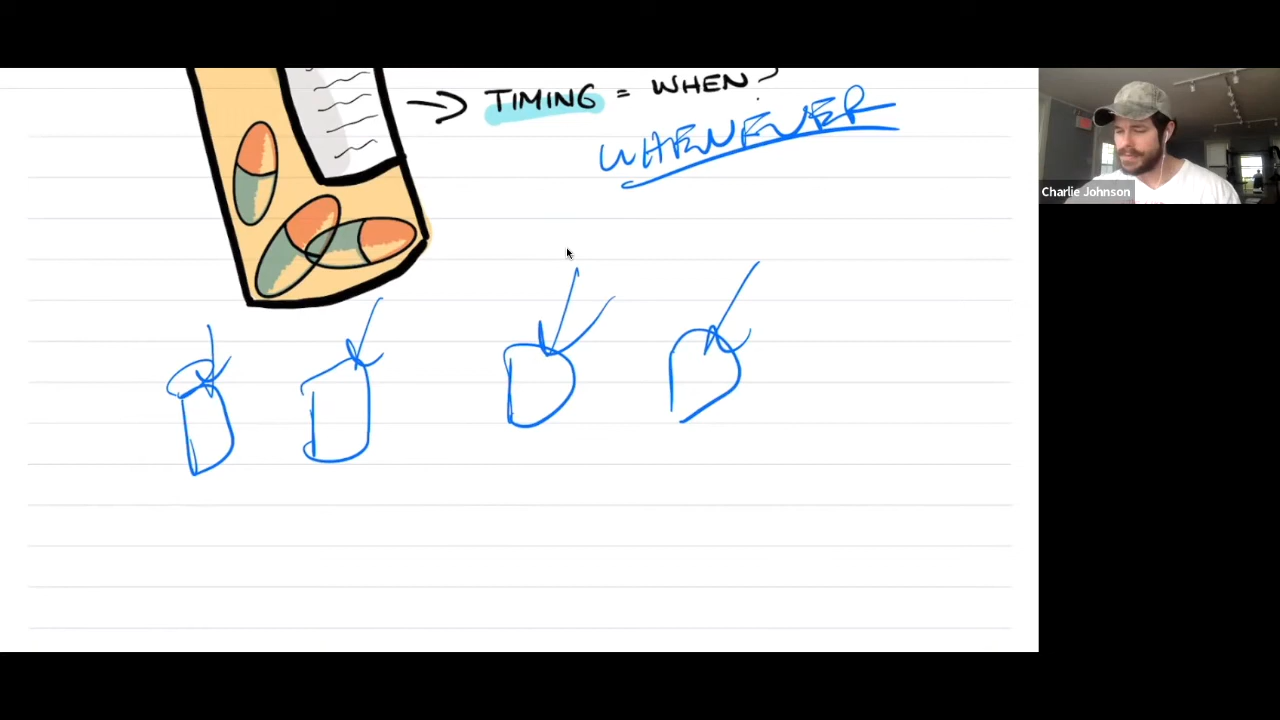 → TIMING = WHEN?
WHENEVER
Charlie Johnson